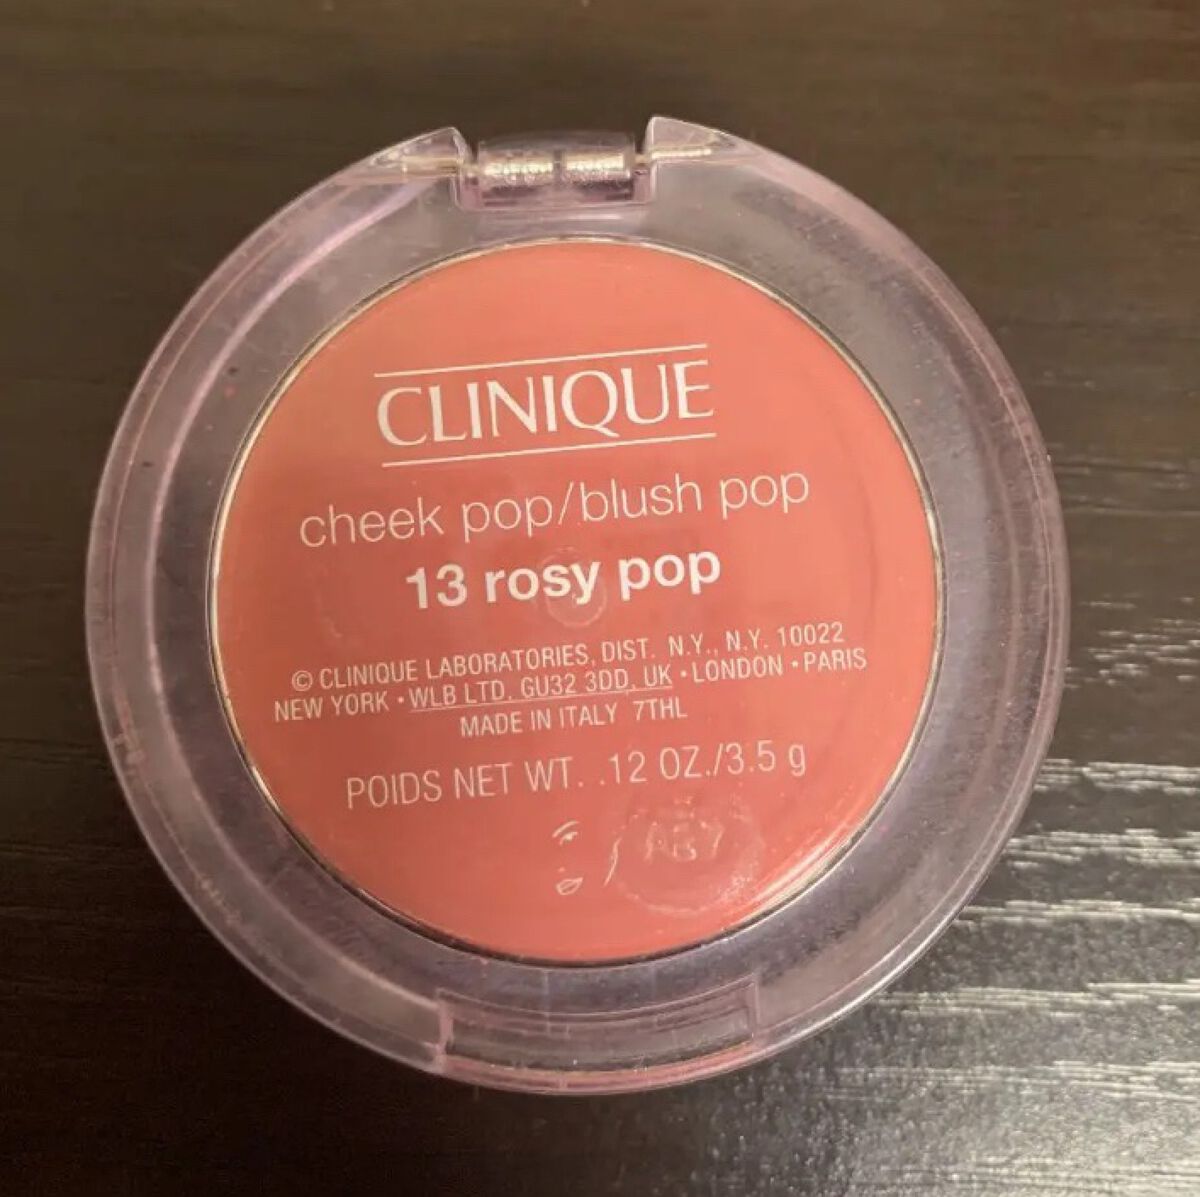 CLINIQUE
cheek pop/blush pop
13 rosy pop
© CLINIQUE LABORATORIES, DIST. N.Y., N.Y. 10022
NEW YORK • WLB LTD. GU32 3DD, UK • LONDON • PARIS
MADE IN ITALY 7THL
POIDS NET WT. .12 OZ./3.5 g